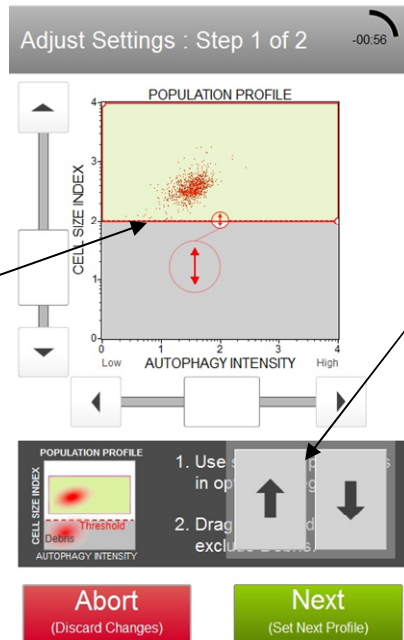 Adjust Settings : Step 1 of 2
-00:56
POPULATION PROFILE
CELL SIZE INDEX
4
3
2
1
0
0 1 2 3 4
Low AUTOPHAGY INTENSITY High
POPULATION PROFILE
CELL SIZE INDEX
Threshold
Debris
AUTOPHAGY INTENSITY
1. Use
in
2. Drag
exclude Debris.
Abort
(Discard Changes)
Next
(Set Next Profile)